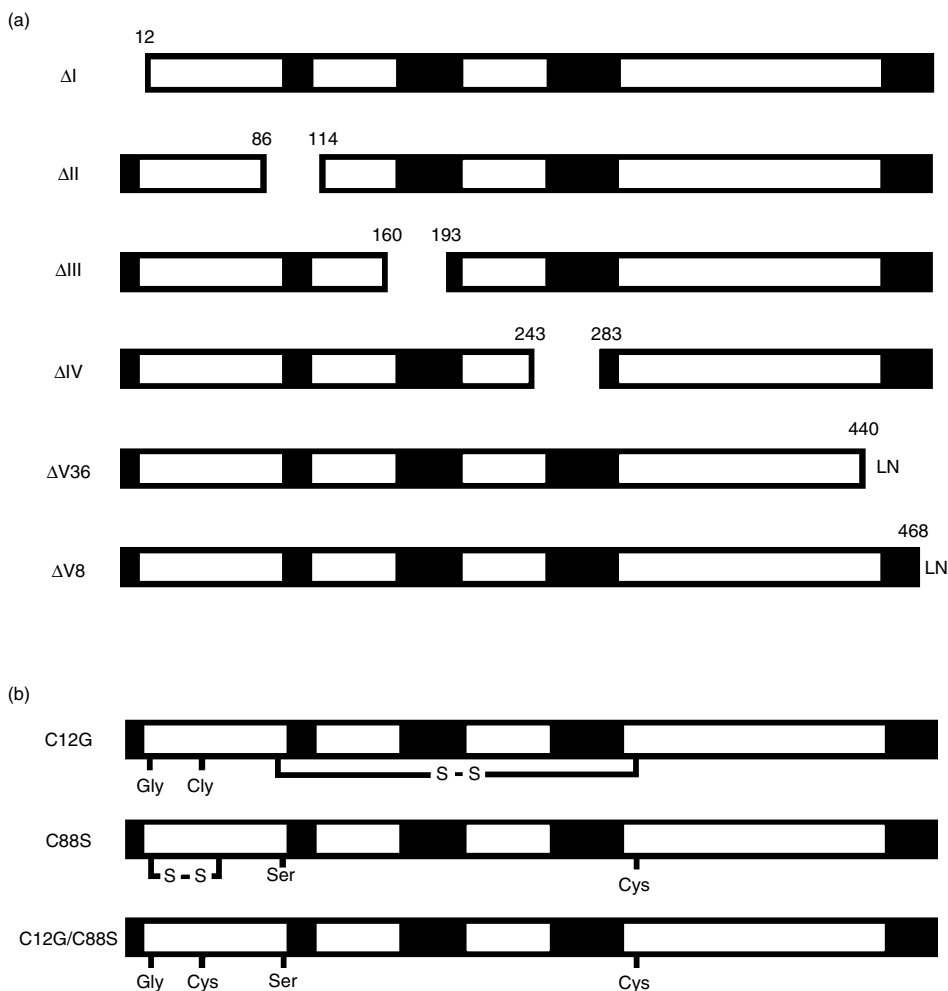 (a)
12
ΔI
86 114
ΔII
160 193
ΔIII
243 283
ΔIV
440
ΔV36 LN
468
ΔV8 LN
(b)
C12G
S - S
Gly Cly
C88S
S - S Ser
Cys
C12G/C88S
Gly Cys Ser Cys